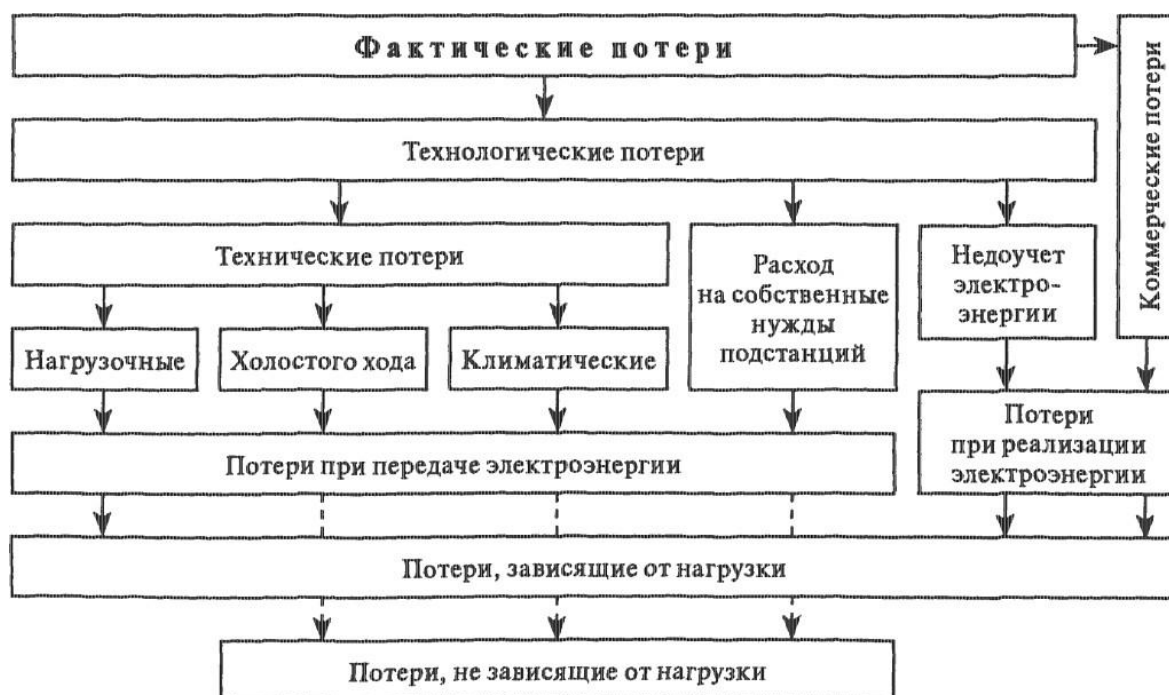 Фактические потери
Коммерческие потери
Технологические потери
Технические потери
Расход
на собственные
нужды
подстанций
Недоучет
электро-
энергии
Нагрузочные
Холостого хода
Климатические
Потери при передаче электроэнергии
Потери
при реализации
электроэнергии
Потери, зависящие от нагрузки
Потери, не зависящие от нагрузки